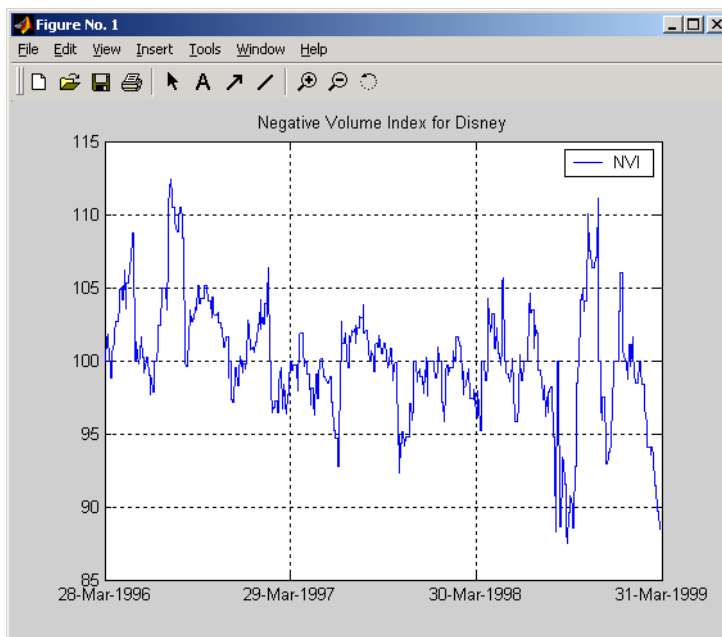 Figure No. 1
File Edit View Insert Tools Window Help
A
Negative Volume Index for Disney
NVI
115
110
105
100
95
90
85
28-Mar-1996 29-Mar-1997 30-Mar-1998 31-Mar-1999